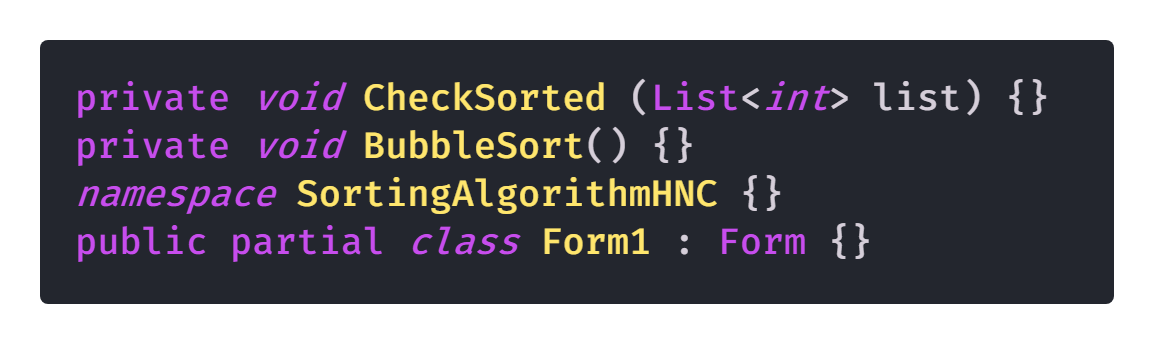 private void CheckSorted (List<int> list) {}
private void BubbleSort() {}
namespace SortingAlgorithmHNC {}
public partial class Form1 : Form {}